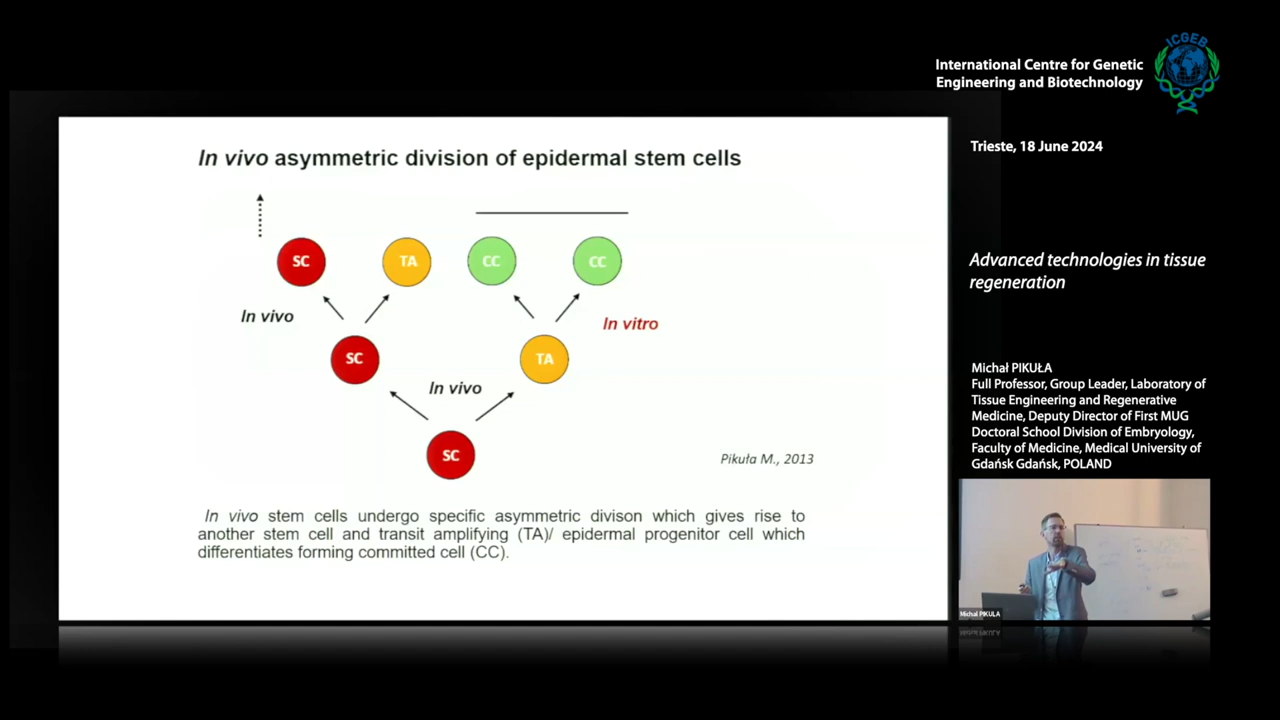 International Centre for Genetic
Engineering and Biotechnology
ICGEB
Trieste, 18 June 2024
In vivo asymmetric division of epidermal stem cells
SC
TA
CC
CC
In vivo
In vitro
SC
TA
In vivo
SC
Pikuła M., 2013
In vivo stem cells undergo specific asymmetric divison which gives rise to
another stem cell and transit amplifying (TA)/ epidermal progenitor cell which
differentiates forming committed cell (CC).
Advanced technologies in tissue
regeneration
Michał PIKUŁA
Full Professor, Group Leader, Laboratory of
Tissue Engineering and Regenerative
Medicine, Deputy Director of First MUG
Doctoral School Division of Embryology,
Faculty of Medicine, Medical University of
Gdańsk Gdańsk, POLAND
Michał PIKUŁA